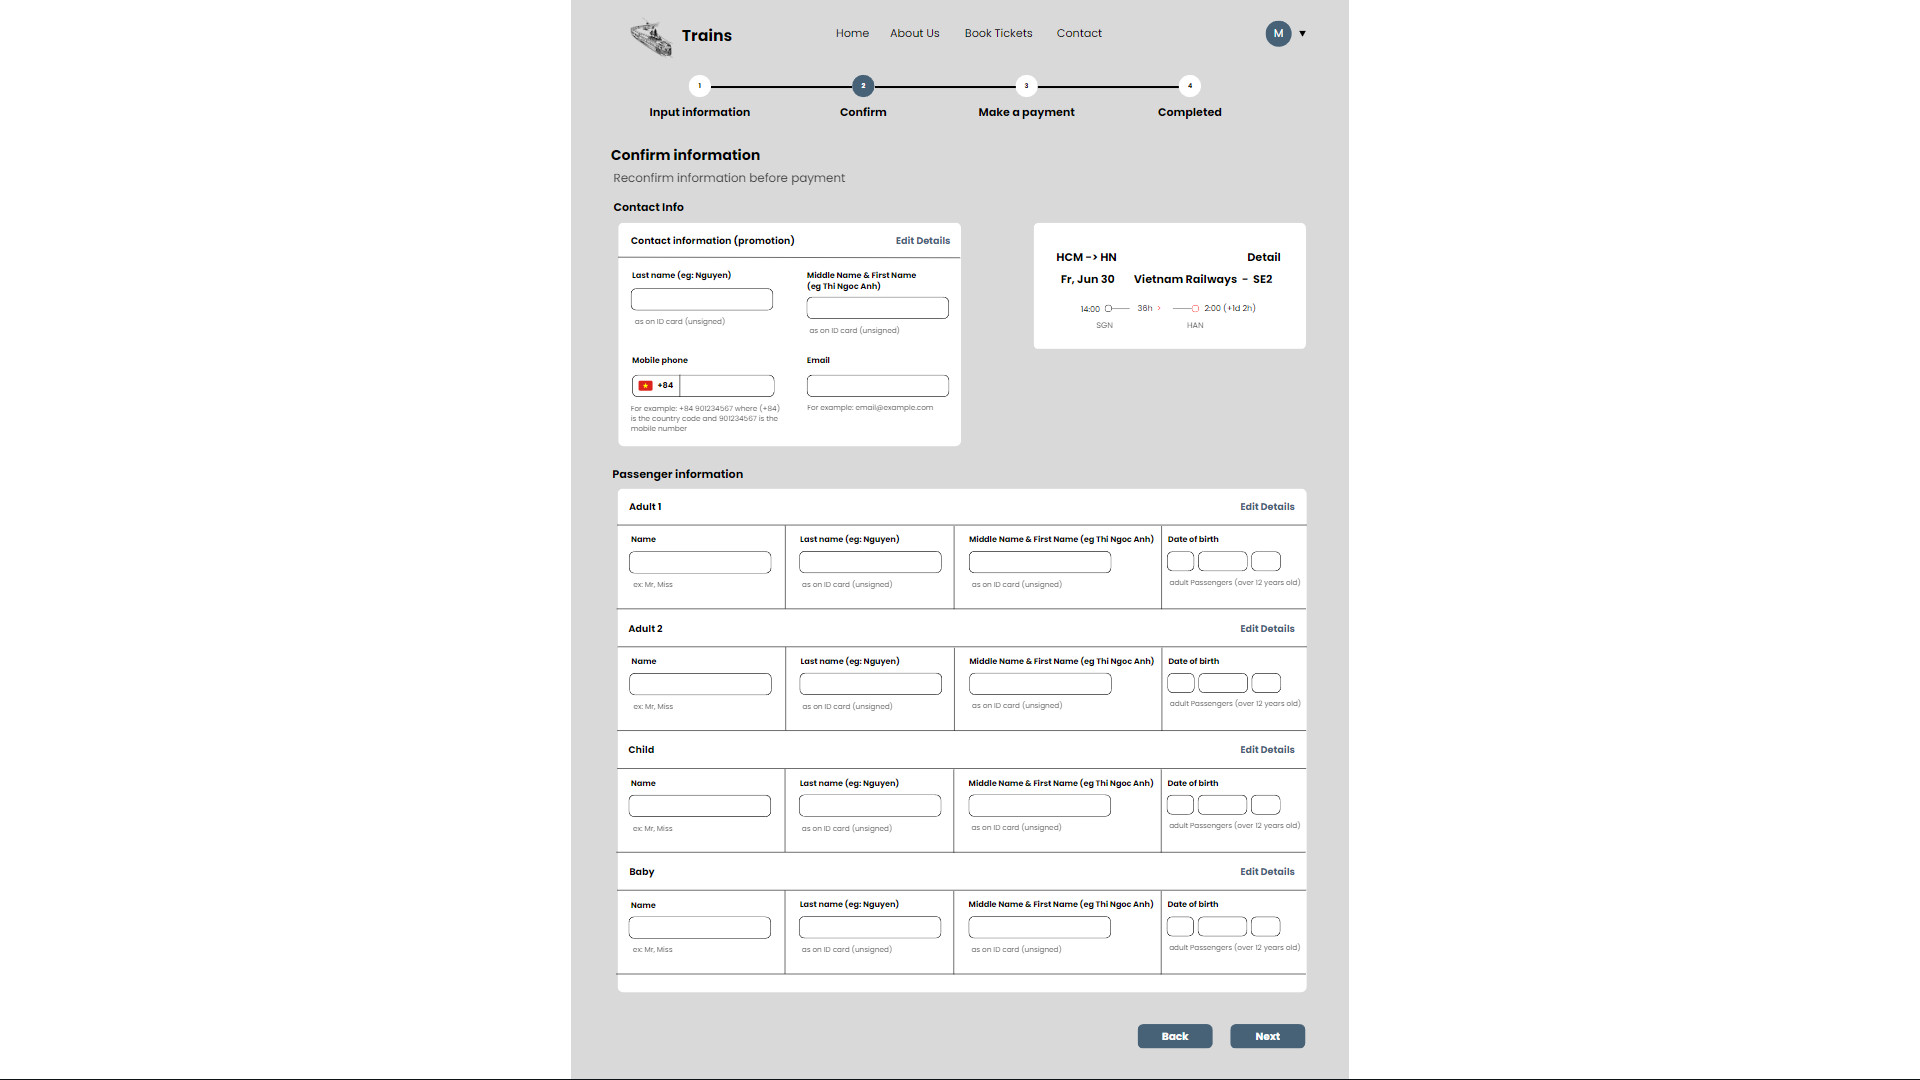 Trains
Home About Us Book Tickets Contact
M ▼
1 2 3 4
Input information Confirm Make a payment Completed
Confirm information
Reconfirm information before payment
Contact Info
Contact information (promotion) Edit Details
Last name (eg: Nguyen)
as on ID card (unsigned)
Middle Name & First Name
(eg Thi Ngoc Anh)
as on ID card (unsigned)
Mobile phone
+84
For example: +84 901234567 where (+84)
is the country code and 901234567 is the
mobile number
Email
For example: email@example.com
HCM -> HN Detail
Fr, Jun 30 Vietnam Railways - SE2
14:00 36h > 2:00 (+1d 2h)
SGN HAN
Passenger information
Adult 1 Edit Details
Name Last name (eg: Nguyen) Middle Name & First Name (eg Thi Ngoc Anh) Date of birth
ex: Mr, Miss as on ID card (unsigned) as on ID card (unsigned) adult Passengers (over 12 years old)
Adult 2 Edit Details
Name Last name (eg: Nguyen) Middle Name & First Name (eg Thi Ngoc Anh) Date of birth
ex: Mr, Miss as on ID card (unsigned) as on ID card (unsigned) adult Passengers (over 12 years old)
Child Edit Details
Name Last name (eg: Nguyen) Middle Name & First Name (eg Thi Ngoc Anh) Date of birth
ex: Mr, Miss as on ID card (unsigned) as on ID card (unsigned) adult Passengers (over 12 years old)
Baby Edit Details
Name Last name (eg: Nguyen) Middle Name & First Name (eg Thi Ngoc Anh) Date of birth
ex: Mr, Miss as on ID card (unsigned) as on ID card (unsigned) adult Passengers (over 12 years old)
Back Next